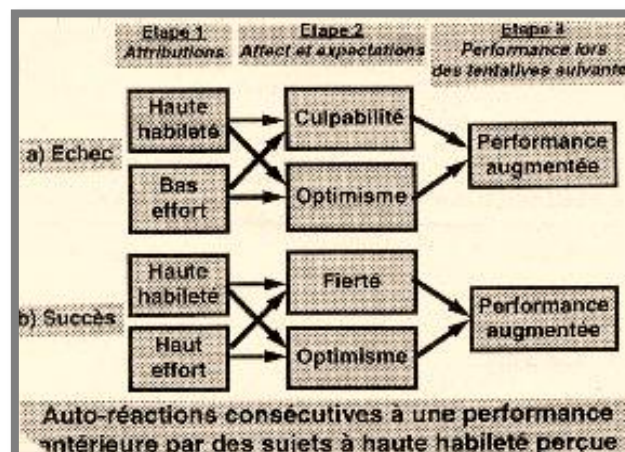 Etape 1 Etape 2 Etape 3
Attributions Affect et expectations Performance lors
des tentatives suivante
a) Echec
Haute
habileté
Bas
effort
Culpabilité
Optimisme
Performance
augmentée
b) Succès
Haute
habileté
Haut
effort
Fierté
Optimisme
Performance
augmentée
Auto-réactions consécutives à une performance
antérieure par des sujets à haute habileté perçue